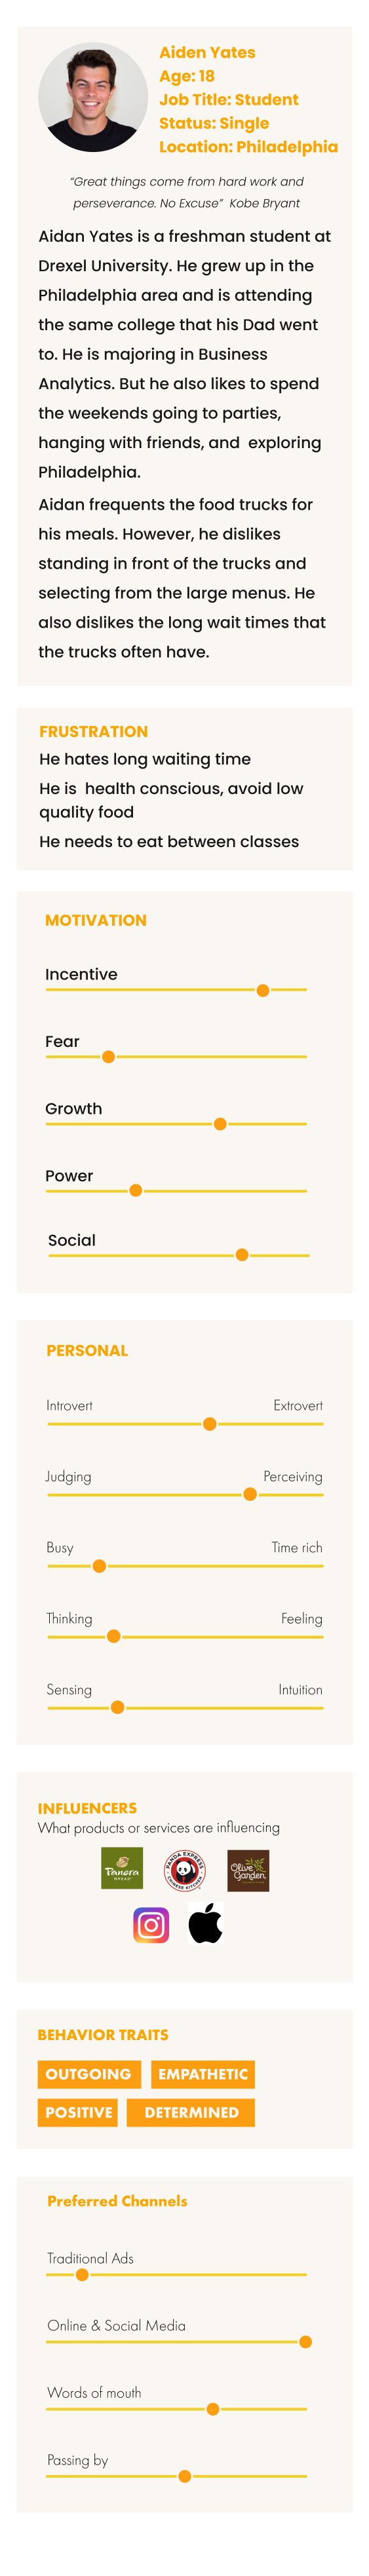 Aiden Yates
Age: 18
Job Title: Student
Status: Single
Location: Philadelphia
“Great things come from hard work and
perseverance. No Excuse”  Kobe Bryant
Aidan Yates is a freshman student at
Drexel University. He grew up in the
Philadelphia area and is attending
the same college that his Dad went
to. He is majoring in Business
Analytics. But he also likes to spend
the weekends going to parties,
hanging with friends, and  exploring
Philadelphia.
Aidan frequents the food trucks for
his meals. However, he dislikes
standing in front of the trucks and
selecting from the large menus. He
also dislikes the long wait times that
the trucks often have.
FRUSTRATION
He hates long waiting time
He is  health conscious, avoid low
quality food
He needs to eat between classes
MOTIVATION
Incentive
Fear
Growth
Power
Social
PERSONAL
Introvert Extrovert
Judging Perceiving
Busy Time rich
Thinking Feeling
Sensing Intuition
INFLUENCERS
What products or services are influencing
Panera
BREAD
PANDA EXPRESS
CHINESE KITCHEN
Olive
Garden
BEHAVIOR TRAITS
OUTGOING EMPATHETIC
POSITIVE DETERMINED
Preferred Channels
Traditional Ads
Online & Social Media
Words of mouth
Passing by